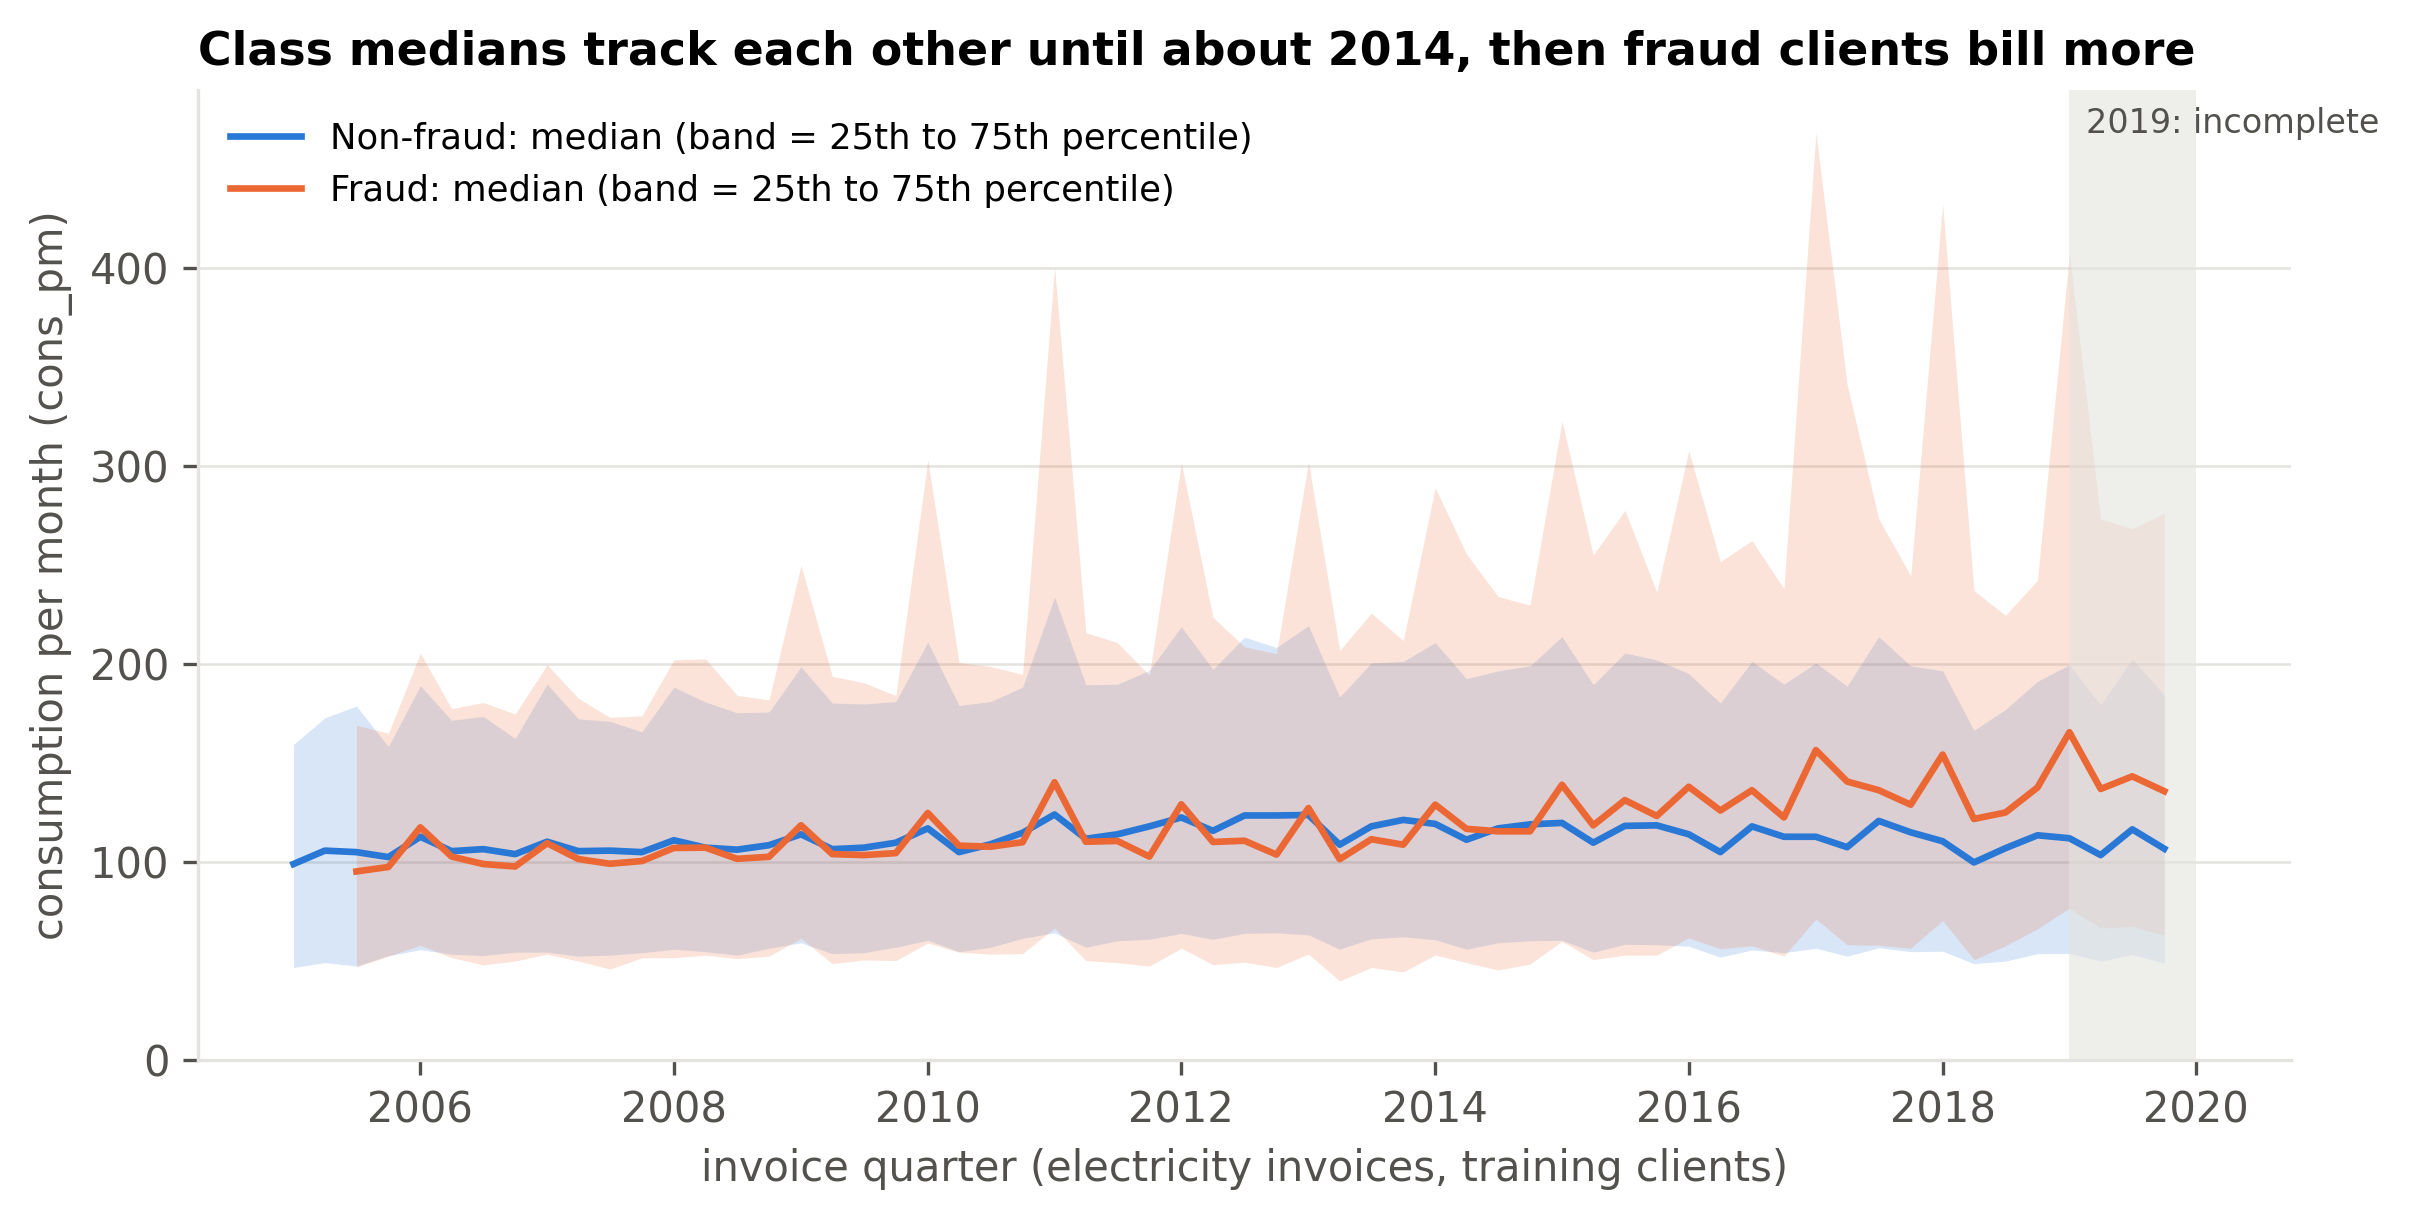 Class medians track each other until about 2014, then fraud clients bill more
Non-fraud: median (band = 25th to 75th percentile)
Fraud: median (band = 25th to 75th percentile)
2019: incomplete
consumption per month (cons_pm)
400
300
200
100
0
2006 2008 2010 2012 2014 2016 2018 2020
invoice quarter (electricity invoices, training clients)